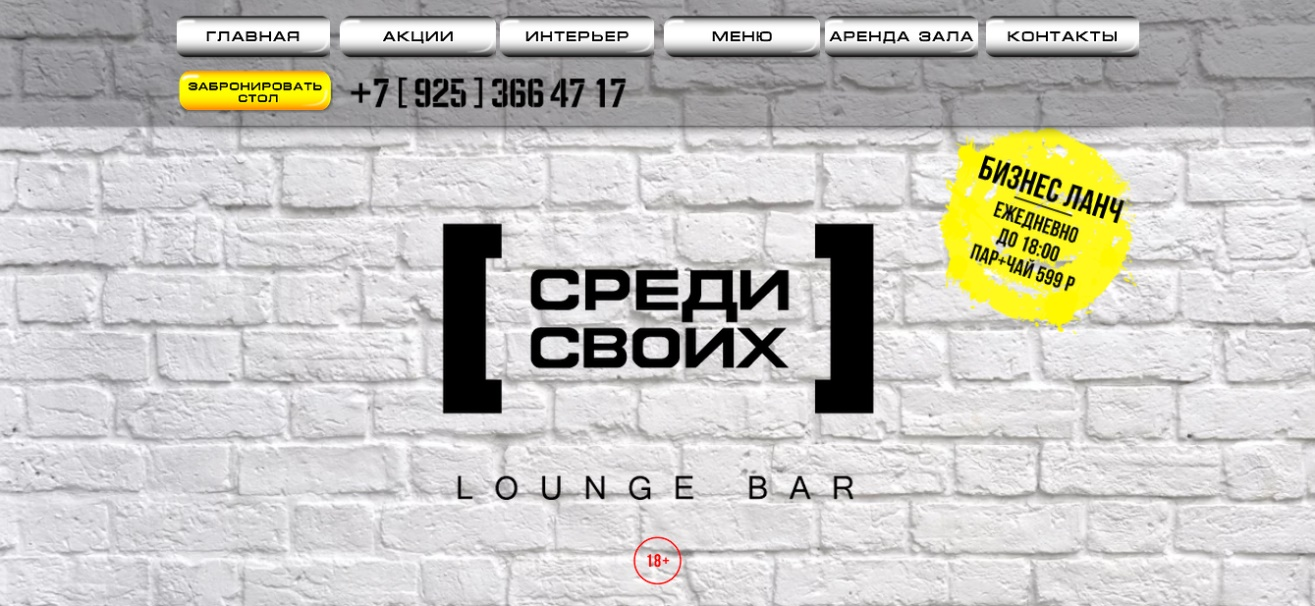 ГЛАВНАЯ АКЦИИ ИНТЕРЬЕР МЕНЮ АРЕНДА ЗАЛА КОНТАКТЫ
ЗАБРОНИРОВАТЬ
СТОЛ
+7 [ 925 ] 366 47 17
БИЗНЕС ЛАНЧ
ЕЖЕДНЕВНО
ДО 18:00
ПАР+ЧАЙ 599 Р
[ СРЕДИ
СВОИХ ]
LOUNGE BAR
18+